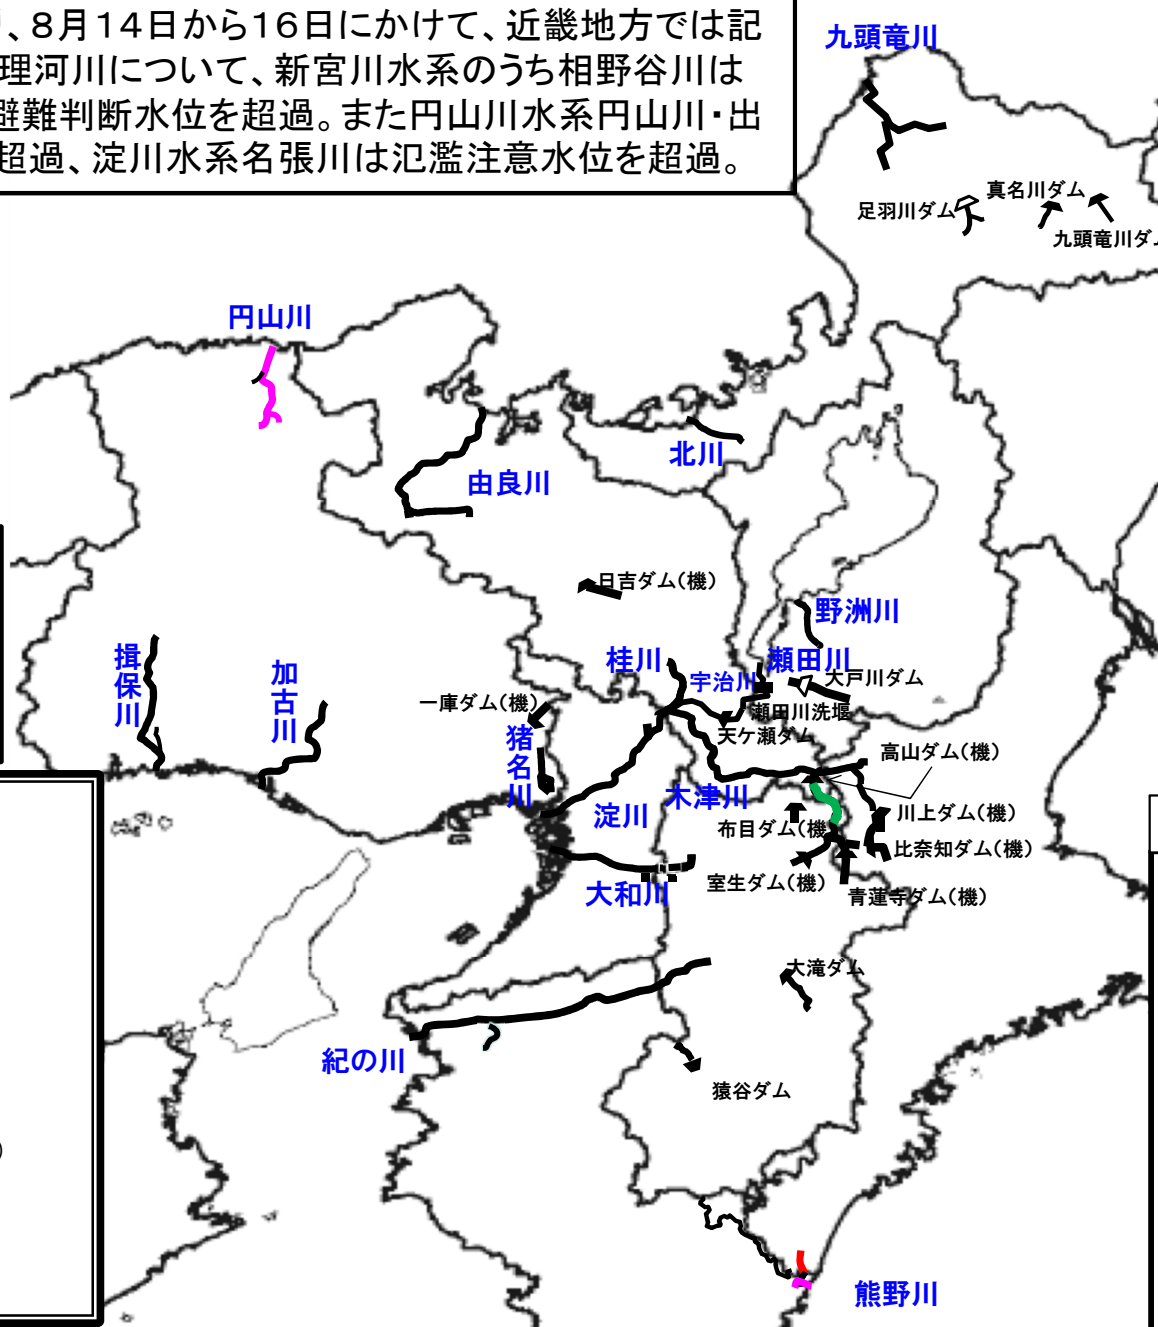 、8月14日から16日にかけて、近畿地方では記
理河川について、新宮川水系のうち相野谷川は
避難判断水位を超過。また円山川水系円山川・出
超過、淀川水系名張川は氾濫注意水位を超過。
九頭竜川
真名川ダム
足羽川ダム
九頭竜川ダム
円山川
北川
由良川
日吉ダム(機)
野洲川
揖保川
加古川
桂川
宇治川
瀬田川
大戸川ダム
一庫ダム(機)
瀬田川洗堰
天ケ瀬ダム
猪名川
高山ダム(機)
淀川
木津川
布目ダム(機
川上ダム(機)
比奈知ダム(機)
大和川
室生ダム(機)
青蓮寺ダム(機)
大滝ダム
紀の川
猿谷ダム
)
熊野川